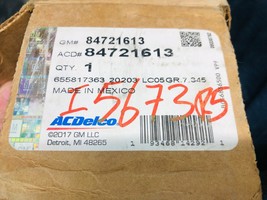 GM# 84721613
ACD# 84721613
QTY 1
655817363 20203 LC05GR 7.345
MADE IN MEXICO
I5673B5
ACDelco
©2017 GM LLC
Detroit, MI 48265